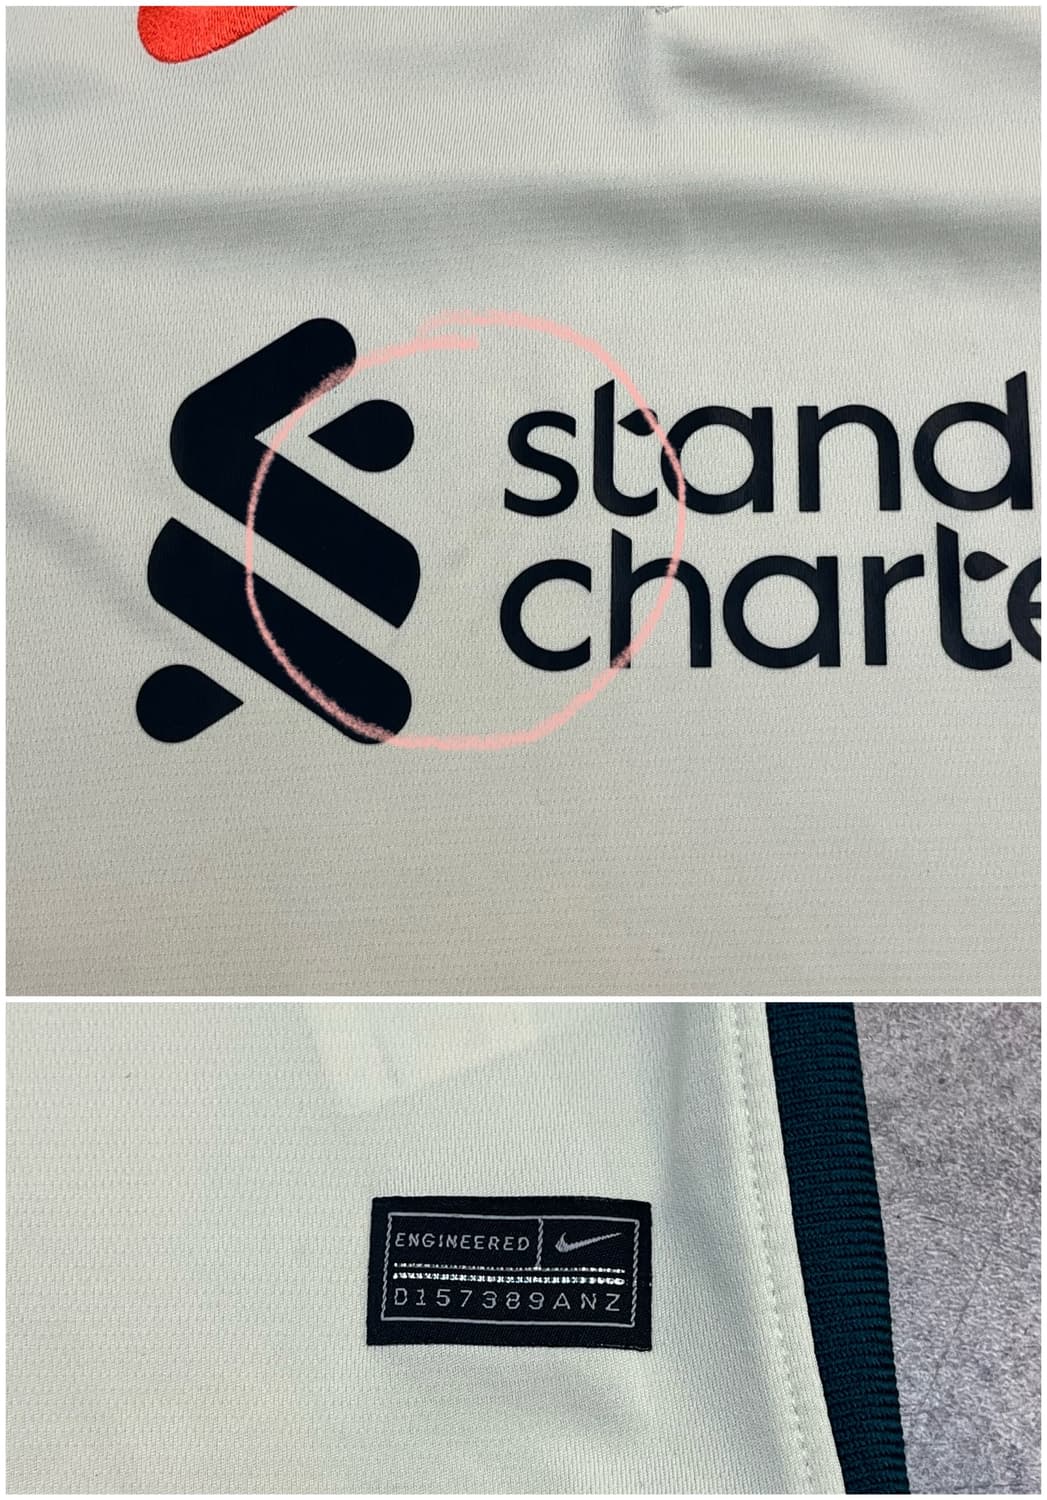 stand
charte
ENGINEERED
D157389ANZ